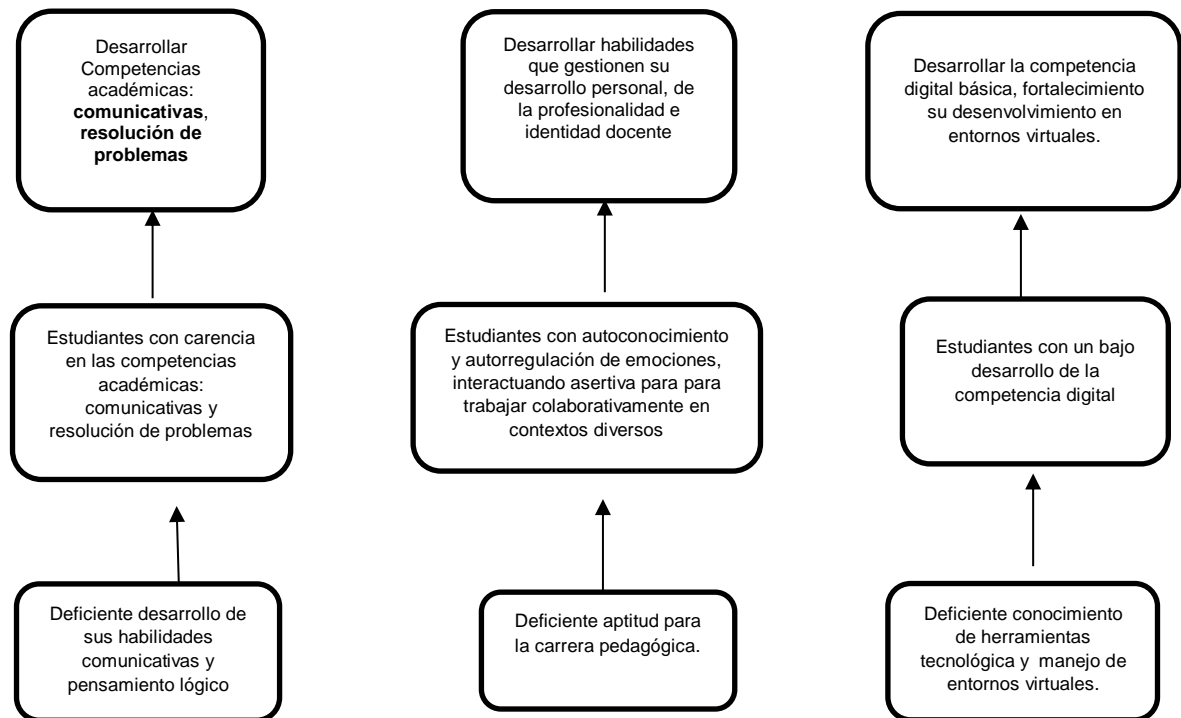 Desarrollar
Competencias
académicas:
comunicativas,
resolución de
problemas
Desarrollar habilidades
que gestionen su
desarrollo personal, de
la profesionalidad e
identidad docente
Desarrollar la competencia
digital básica, fortalecimiento
su desenvolvimiento en
entornos virtuales.
Estudiantes con carencia
en las competencias
académicas:
comunicativas y
resolución de problemas
Estudiantes con autoconocimiento
y autorregulación de emociones,
interactuando asertiva para para
trabajar colaborativamente en
contextos diversos
Estudiantes con un bajo
desarrollo de la
competencia digital
Deficiente desarrollo de
sus habilidades
comunicativas y
pensamiento lógico
Deficiente aptitud para
la carrera pedagógica.
Deficiente conocimiento
de herramientas
tecnológica y manejo de
entornos virtuales.